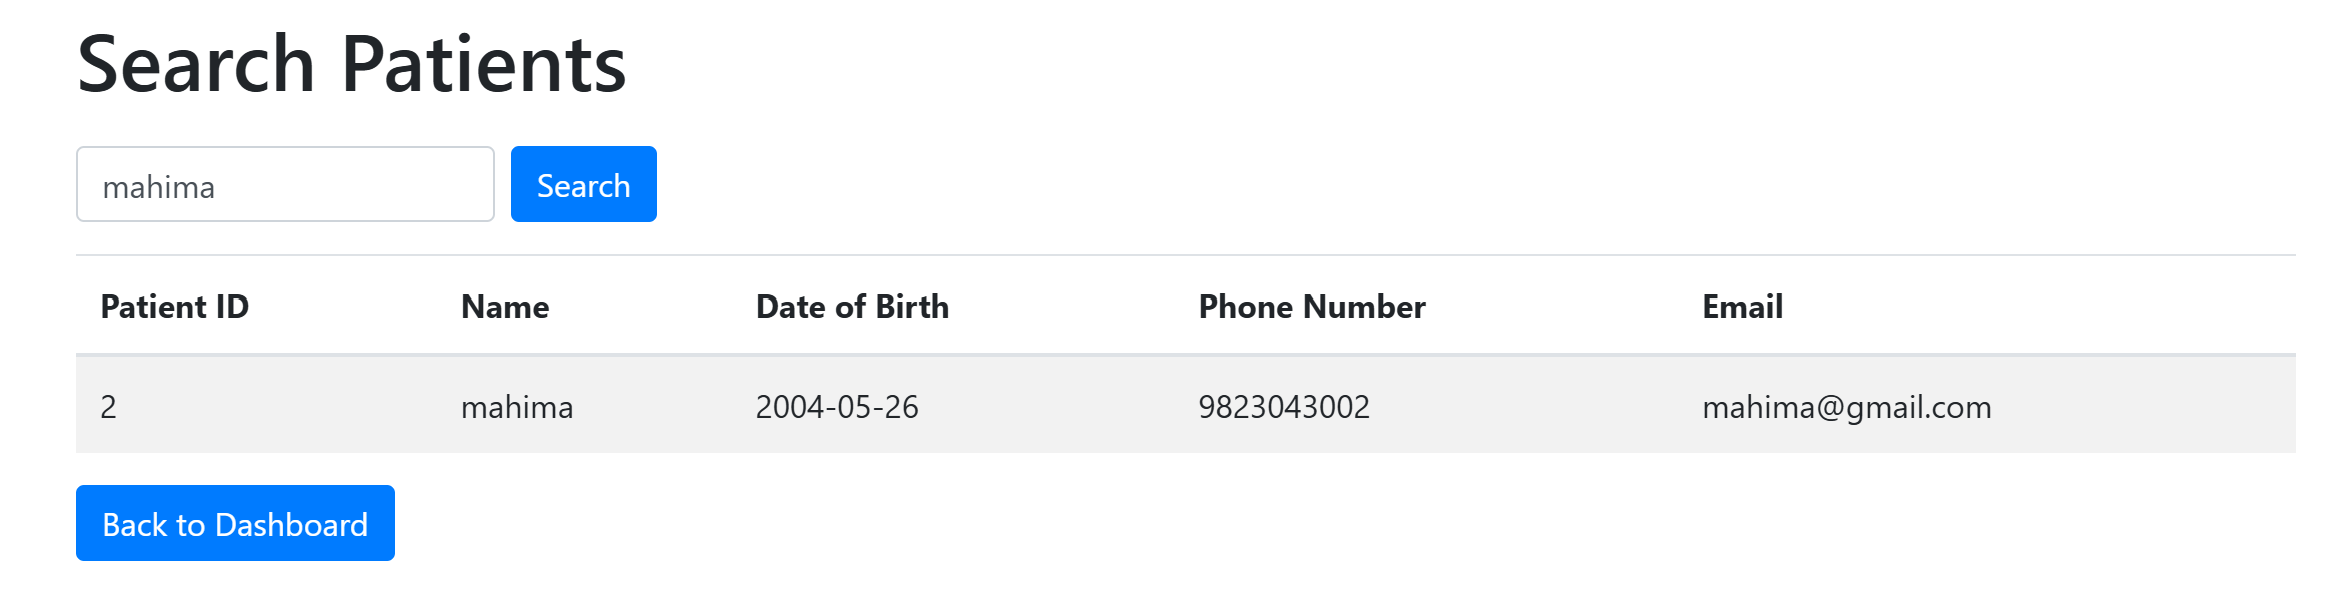 Search Patients
mahima Search
Patient ID Name Date of Birth Phone Number Email
2 mahima 2004-05-26 9823043002 mahima@gmail.com
Back to Dashboard